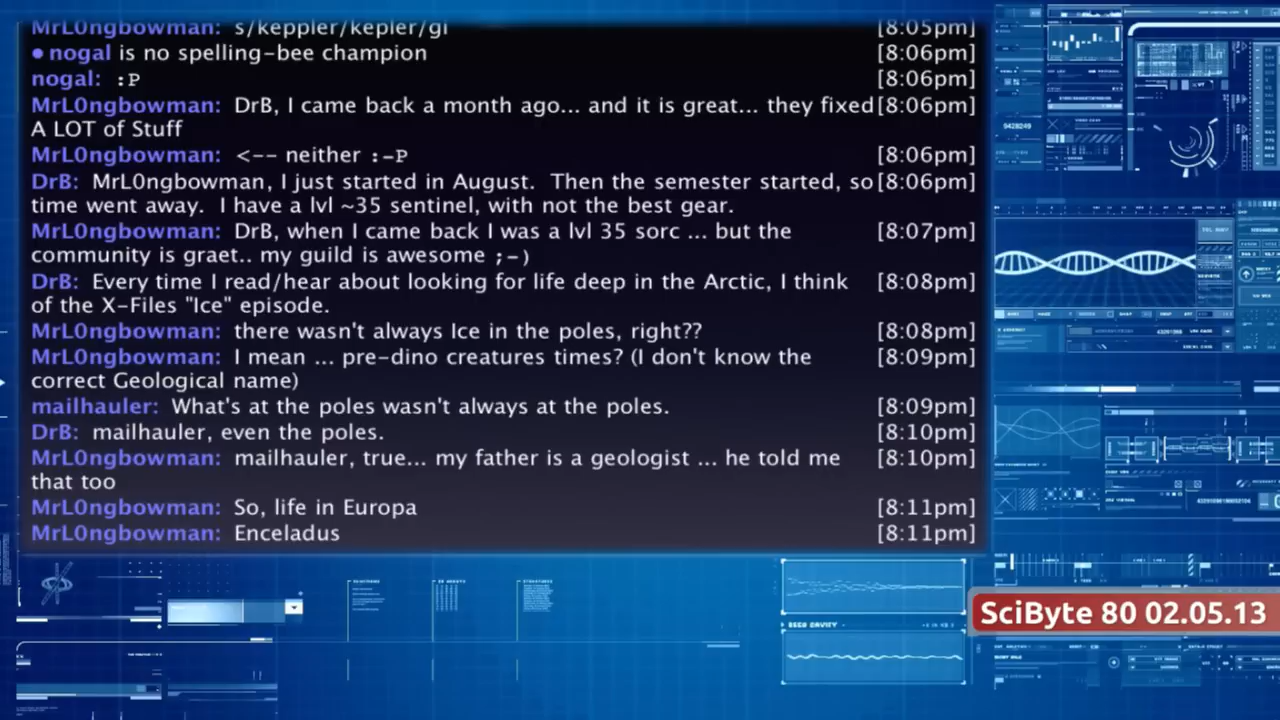 MrL0ngbowman: s/keppler/kepler/gi [8:05pm]
• nogal is no spelling-bee champion [8:06pm]
nogal: :P [8:06pm]
MrL0ngbowman: DrB, I came back a month ago... and it is great... they fixed [8:06pm]
A LOT of Stuff
MrL0ngbowman: <-- neither :-P [8:06pm]
DrB: MrL0ngbowman, I just started in August. Then the semester started, so [8:06pm]
time went away. I have a lvl ~35 sentinel, with not the best gear.
MrL0ngbowman: DrB, when I came back I was a lvl 35 sorc ... but the [8:07pm]
community is graet.. my guild is awesome ;-)
DrB: Every time I read/hear about looking for life deep in the Arctic, I think [8:08pm]
of the X-Files "Ice" episode.
MrL0ngbowman: there wasn't always Ice in the poles, right?? [8:08pm]
MrL0ngbowman: I mean ... pre-dino creatures times? (I don't know the [8:09pm]
correct Geological name)
mailhauler: What's at the poles wasn't always at the poles. [8:09pm]
DrB: mailhauler, even the poles. [8:10pm]
MrL0ngbowman: mailhauler, true... my father is a geologist ... he told me [8:10pm]
that too
MrL0ngbowman: So, life in Europa [8:11pm]
MrL0ngbowman: Enceladus [8:11pm]
SciByte 80 02.05.13